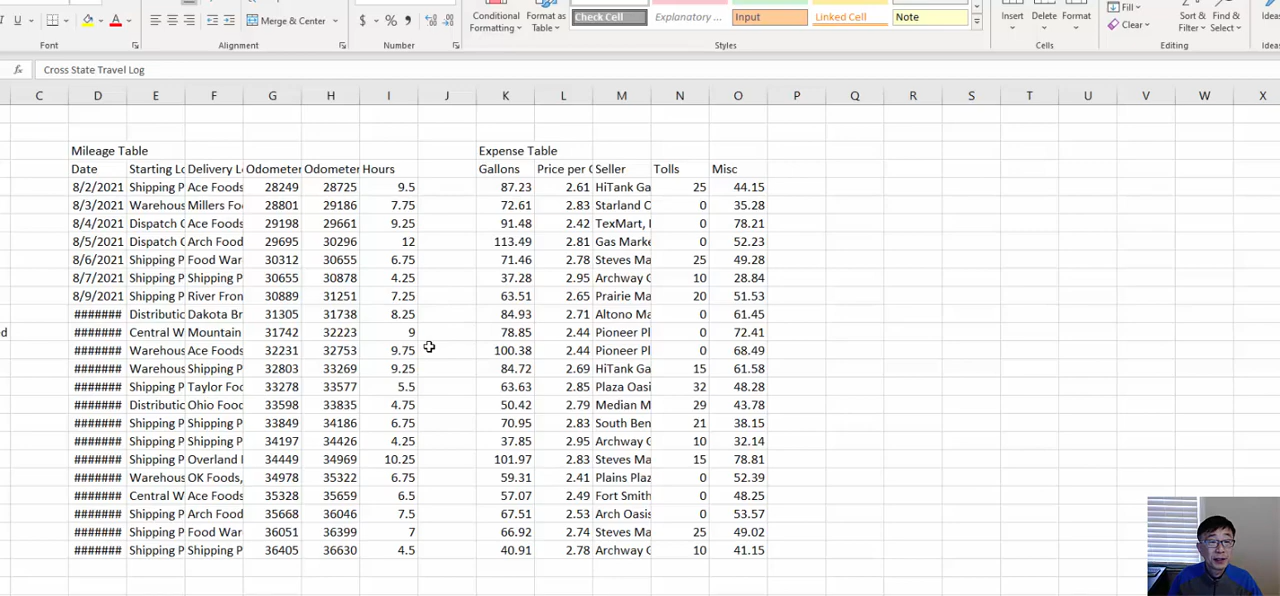 U A Merge & Center $ % 9 Conditional Format as Check Cell Explanatory ... Input Linked Cell Note Insert Delete Format Fill Sort & Find & Ideas
Formatting Table Clear Filter Select
Font Alignment Number Styles Cells Editing Ideas
fx Cross State Travel Log
C D E F G H I J K L M N O P Q R S T U V W X
Mileage Table Expense Table
Date Starting Lo Delivery L Odometer Odometer Hours Gallons Price per G Seller Tolls Misc
8/2/2021 Shipping P Ace Foods 28249 28725 9.5 87.23 2.61 HiTank Ga 25 44.15
8/3/2021 Warehous Millers Fo 28801 29186 7.75 72.61 2.83 Starland C 0 35.28
8/4/2021 Dispatch C Ace Foods 29198 29661 9.25 91.48 2.42 TexMart, 0 78.21
8/5/2021 Dispatch C Arch Food 29695 30296 12 113.49 2.81 Gas Marke 0 52.23
8/6/2021 Shipping P Food War 30312 30655 6.75 71.46 2.78 Steves Ma 25 49.28
8/7/2021 Shipping P Shipping P 30655 30878 4.25 37.28 2.95 Archway G 10 28.84
8/9/2021 Shipping P River Fron 30889 31251 7.25 63.51 2.65 Prairie Ma 20 51.53
####### Distributic Dakota Br 31305 31738 8.25 84.93 2.71 Altono Ma 0 61.45
ed ####### Central W Mountain 31742 32223 9 78.85 2.44 Pioneer Pl 0 72.41
####### Warehous Ace Foods 32231 32753 9.75 100.38 2.44 Pioneer Pl 0 68.49
####### Warehous Shipping P 32803 33269 9.25 84.72 2.69 HiTank Ga 15 61.58
####### Shipping P Taylor Foo 33278 33577 5.5 63.63 2.85 Plaza Oasi 32 48.28
####### Distributic Ohio Food 33598 33835 4.75 50.42 2.79 Median M 29 43.78
####### Shipping P Shipping P 33849 34186 6.75 70.95 2.83 South Ben 21 38.15
####### Shipping P Shipping P 34197 34426 4.25 37.85 2.95 Archway G 10 32.14
####### Shipping P Overland 34449 34969 10.25 101.97 2.83 Steves Ma 15 78.81
####### Warehous OK Foods, 34978 35322 6.75 59.31 2.41 Plains Plaz 0 52.39
####### Central W Ace Foods 35328 35659 6.5 57.07 2.49 Fort Smith 0 48.25
####### Shipping P Arch Food 35668 36046 7.5 67.51 2.53 Arch Oasis 0 53.57
####### Shipping P Food War 36051 36399 7 66.92 2.74 Steves Ma 25 49.02
####### Shipping P Shipping P 36405 36630 4.5 40.91 2.78 Archway G 10 41.15